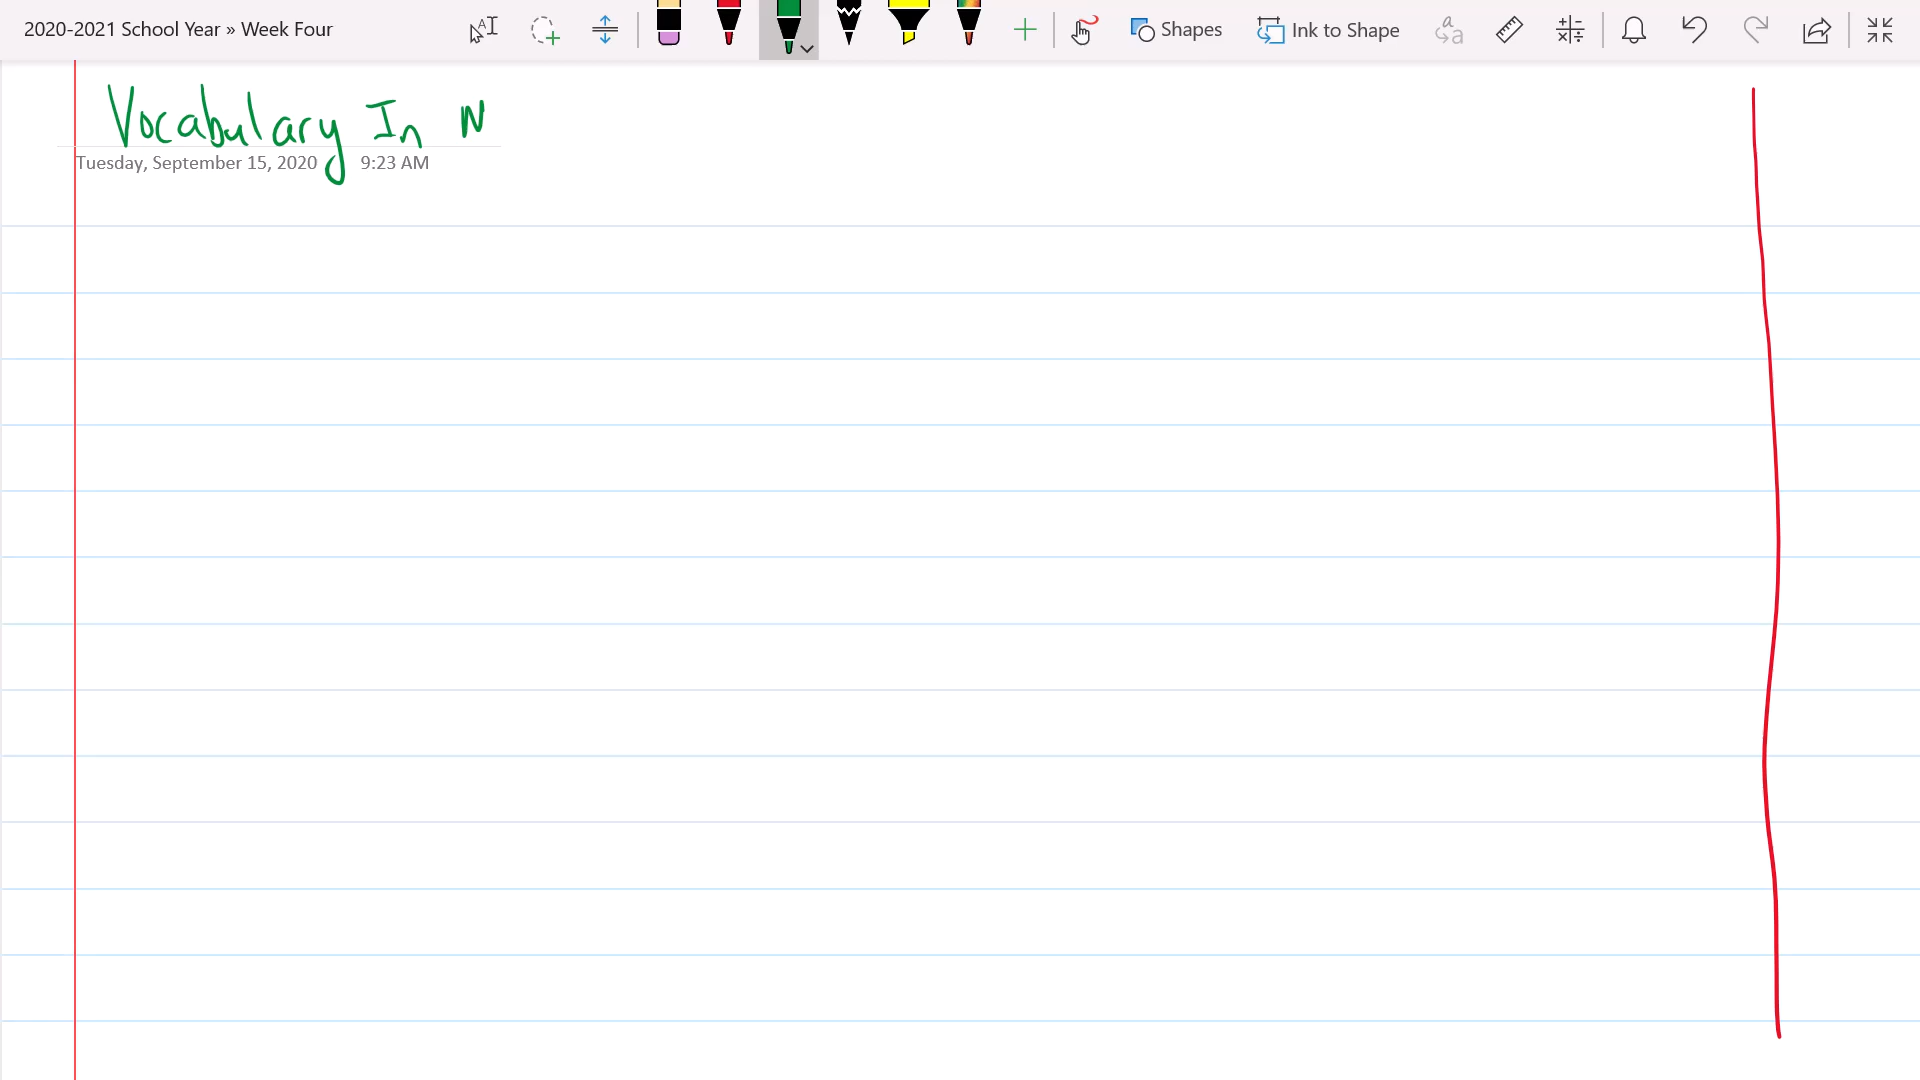 2020-2021 School Year » Week Four
Shapes
Ink to Shape
Vocabulary In N
Tuesday, September 15, 2020 9:23 AM